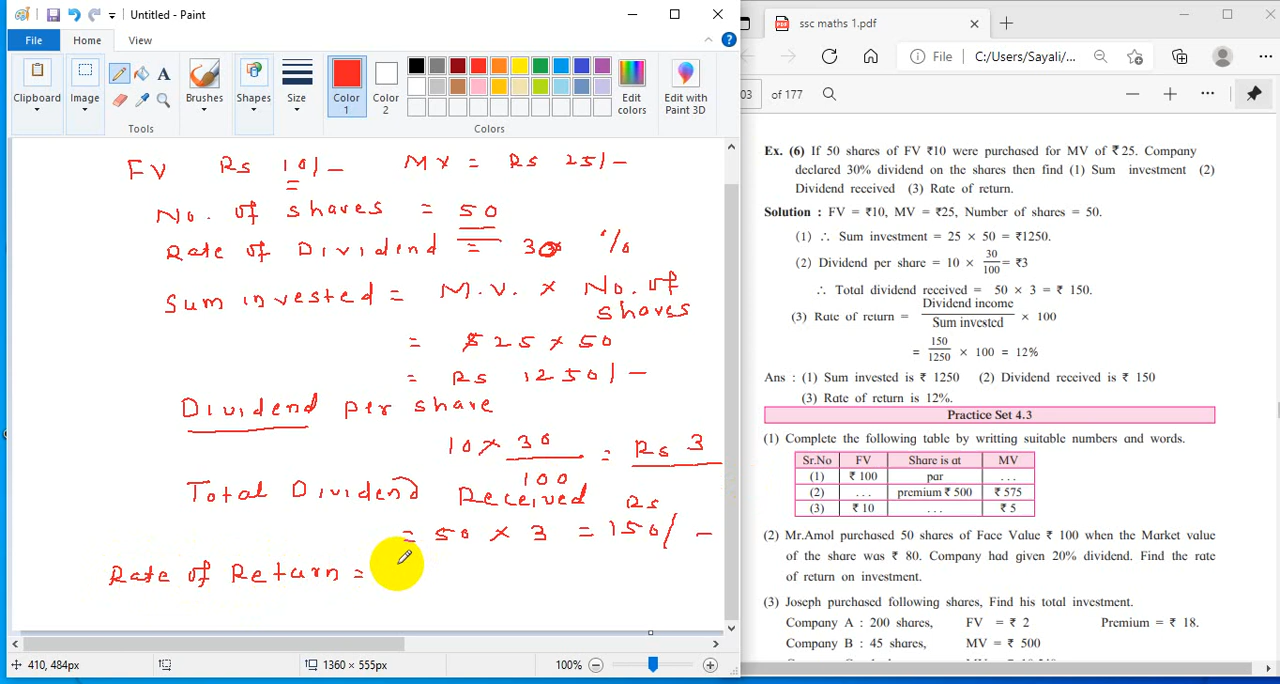 Untitled - Paint
File Home View
Clipboard
Image
Tools
Brushes
Shapes
Size
Color 1
Color 2
Edit colors
Edit with Paint 3D
Colors
FV Rs 10/- MV = Rs 25/-
No. of shares = 50
Rate of Dividend = 30 %
Sum invested = M.V. × No. of
shares
= 25 × 50
= Rs 1250/-
Dividend per share
10 × 30/100 = Rs 3
Total Dividend Received Rs
= 50 × 3 = 150/-
Rate of Return =
410, 484px
1360 × 555px
100%
ssc maths 1.pdf
File C:/Users/Sayali/...
03 of 177
Ex. (6) If 50 shares of FV ₹10 were purchased for MV of ₹ 25. Company
declared 30% dividend on the shares then find (1) Sum investment (2)
Dividend received (3) Rate of return.
Solution : FV = ₹10, MV = ₹25, Number of shares = 50.
(1) ∴ Sum investment = 25 × 50 = ₹1250.
(2) Dividend per share = 10 × 30/100 = ₹3
∴ Total dividend received = 50 × 3 = ₹ 150.
(3) Rate of return = Dividend income/Sum invested × 100
= 150/1250 × 100 = 12%
Ans : (1) Sum invested is ₹ 1250 (2) Dividend received is ₹ 150
(3) Rate of return is 12%.
Practice Set 4.3
(1) Complete the following table by writting suitable numbers and words.
Sr.No FV Share is at MV
(1) ₹ 100 par ...
(2) ... premium ₹ 500 ₹ 575
(3) ₹ 10 ... ₹ 5
(2) Mr.Amol purchased 50 shares of Face Value ₹ 100 when the Market value
of the share was ₹ 80. Company had given 20% dividend. Find the rate
of return on investment.
(3) Joseph purchased following shares, Find his total investment.
Company A : 200 shares, FV = ₹ 2 Premium = ₹ 18.
Company B : 45 shares, MV = ₹ 500